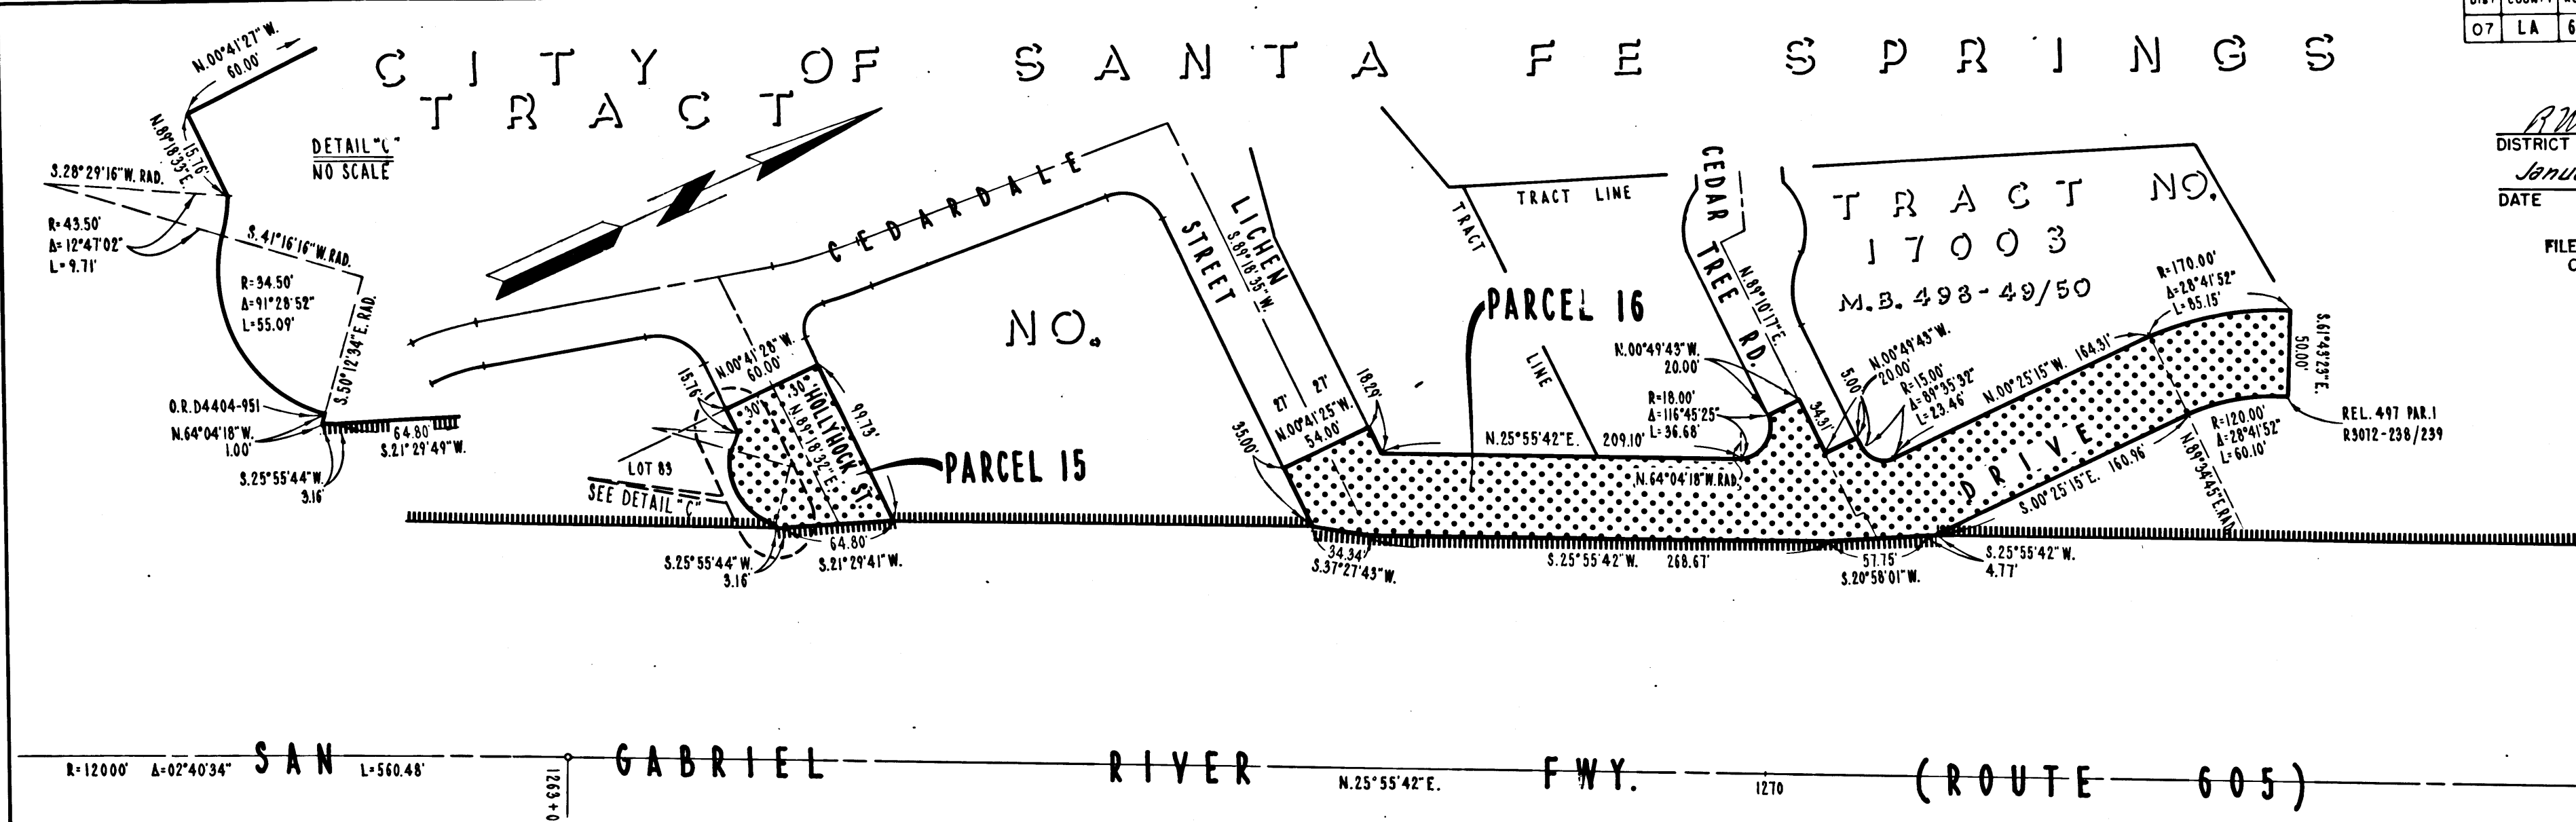 CITY OF SANTA FE SPRINGS
TRACT
NO.
DIST COUNTY
07 LA 6
DISTRICT
DATE
FILE
N.00°41'27"W.
60.00'
N.89°18'33"E.
15.76'
DETAIL "C"
NO SCALE
S.28°29'16"W. RAD.
R=43.50'
Δ=12°47'02"
L=9.71'
S.41°16'16"W. RAD.
R=34.50'
Δ=91°28'52"
L=55.09'
S.50°12'34"E. RAD.
O.R.D4404-951
N.64°04'18"W.
1.00'
64.80'
S.21°29'49"W.
S.25°55'44"W.
3.16'
CEDARDALE
N.00°41'28"W.
60.00'
15.76'
30'
30'
HOLLYHOCK ST.
N.89°18'32"E.
99.73'
PARCEL 15
LOT 83
SEE DETAIL "C"
S.25°55'44"W.
3.16'
64.80'
S.21°29'41"W.
LICHEN
STREET
S.89°18'35"W.
27' 27'
N.00°41'25"W.
54.00'
18.29'
35.00'
34.34'
S.37°27'43"W.
TRACT LINE
TRACT
LINE
PARCEL 16
N.25°55'42"E. 209.10'
S.25°55'42"W. 268.67'
CEDAR TREE RD.
N.89°10'17"E.
N.00°49'43"W.
20.00'
R=18.00'
Δ=116°45'25"
L=36.68'
N.64°04'18"W.RAD.
34.31'
5.00'
N.00°49'43"W.
20.00'
R=15.00'
Δ=89°35'32"
L=23.46'
TRACT NO.
17003
M.B. 498-49/50
N.00°25'15"W. 164.31'
R=170.00'
Δ=28°41'52"
L=85.15'
S.61°43'23"E.
50.00'
DRIVE
S.00°25'15"E. 160.96'
N.89°34'45"E.RAD.
R=120.00'
Δ=28°41'52"
L=60.10'
REL. 497 PAR.1
R3072-238/239
57.75'
S.20°58'01"W.
S.25°55'42"W.
4.77'
SAN GABRIEL RIVER FWY. (ROUTE 605)
R=12000' Δ=02°40'34" L=560.48'
1263+0
N.25°55'42"E.
1270